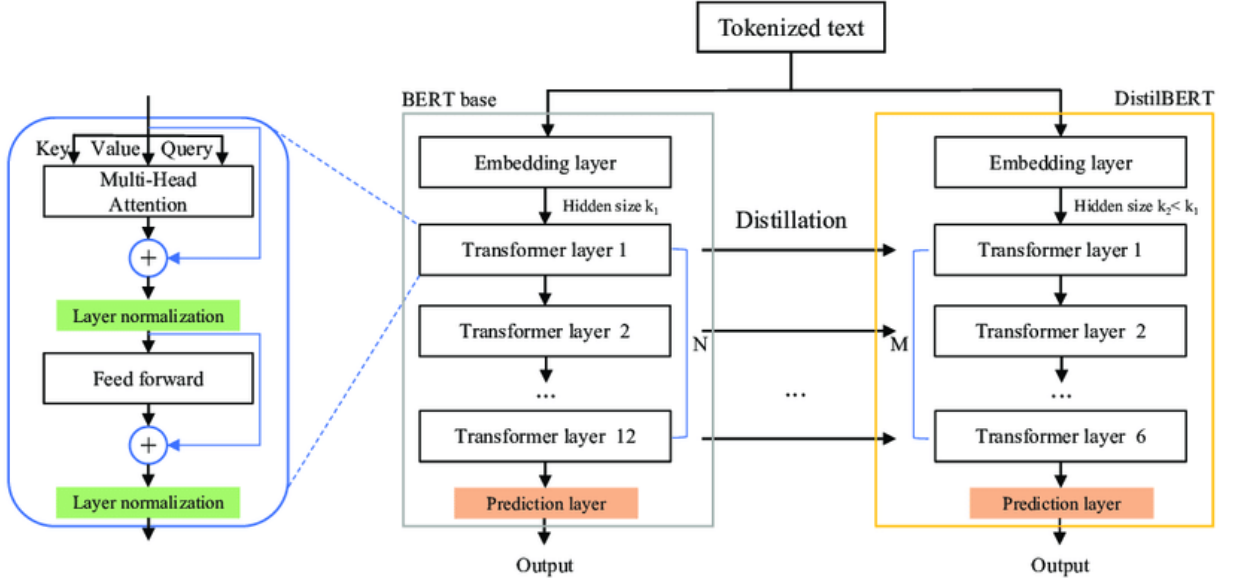 Tokenized text
BERT base
DistilBERT
Key
Value
Query
Multi-Head
Attention
+
Layer normalization
Feed forward
+
Layer normalization
Embedding layer
Hidden size k₁
Transformer layer 1
Transformer layer 2
...
Transformer layer 12
N
Prediction layer
Output
Distillation
...
Embedding layer
Hidden size k₂< k₁
Transformer layer 1
Transformer layer 2
...
Transformer layer 6
M
Prediction layer
Output